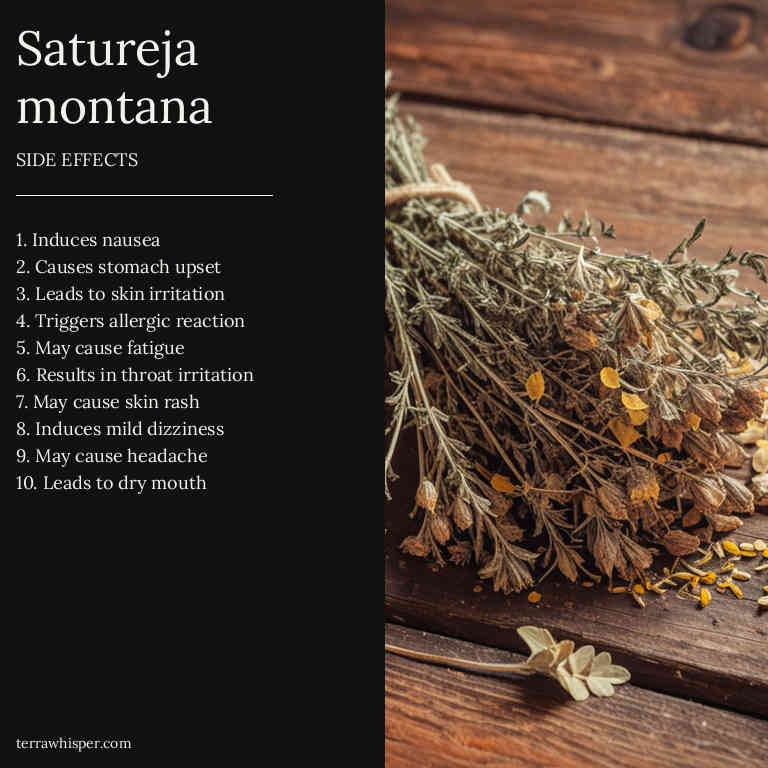 Satureja
montana
SIDE EFFECTS
1. Induces nausea
2. Causes stomach upset
3. Leads to skin irritation
4. Triggers allergic reaction
5. May cause fatigue
6. Results in throat irritation
7. May cause skin rash
8. Induces mild dizziness
9. May cause headache
10. Leads to dry mouth
terrawhisper.com